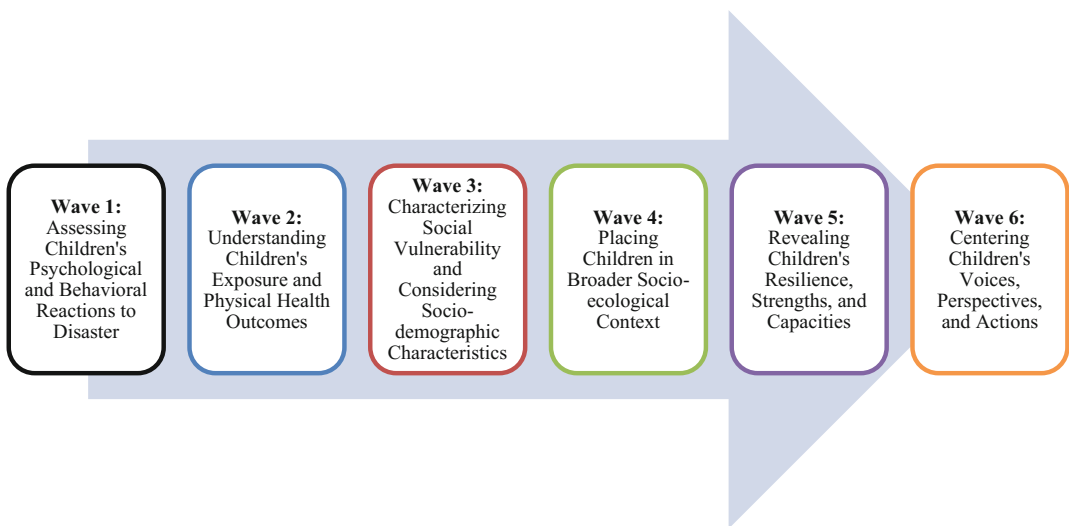 Wave 1:
Assessing
Children's
Psychological
and Behavioral
Reactions to
Disaster
Wave 2:
Understanding
Children's
Exposure and
Physical Health
Outcomes
Wave 3:
Characterizing
Social
Vulnerability
and
Considering
Socio-
demographic
Characteristics
Wave 4:
Placing
Children in
Broader Socio-
ecological
Context
Wave 5:
Revealing
Children's
Resilience,
Strengths, and
Capacities
Wave 6:
Centering
Children's
Voices,
Perspectives,
and Actions